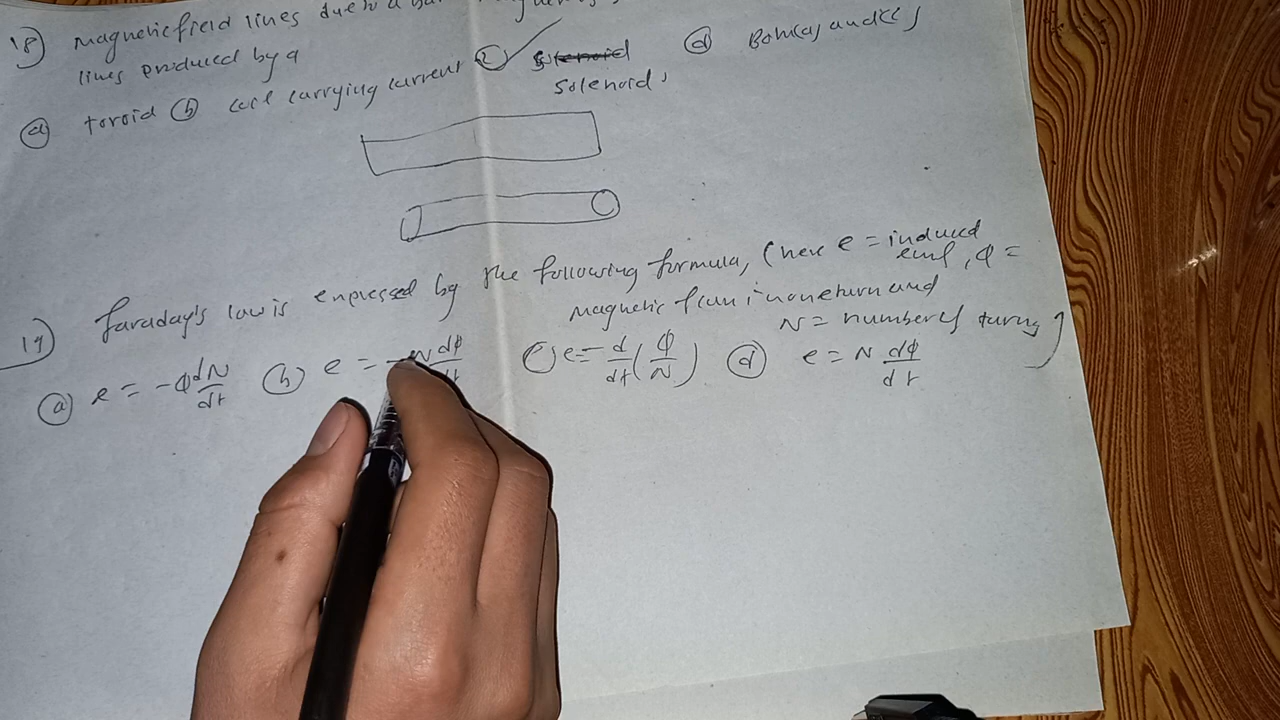 18) magnetic field lines due to a
lines produced by a
(a) toroid (b) coil carrying current (c) solenoid, (d) Both(a) and(c)
19) faraday's law is expressed by the following formula, (here e = induced emf, φ =
magnetic flux in one turn and
N = number of turns)
(a) e = -φ dN/dt (b) e = -N dφ/dt (c) e = -d/dt(φ/N) (d) e = N dφ/dt